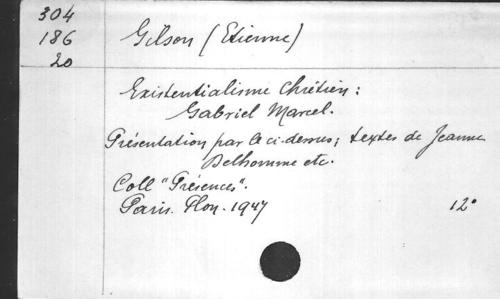 304
186
20
Gilson (Etienne)
Existentialisme Chrétien:
Gabriel Marcel.
Présentation par le ci-dessus; textes de Jeanne
Delhomme etc.
Coll "Présences".
Paris. Plon. 1947 12°